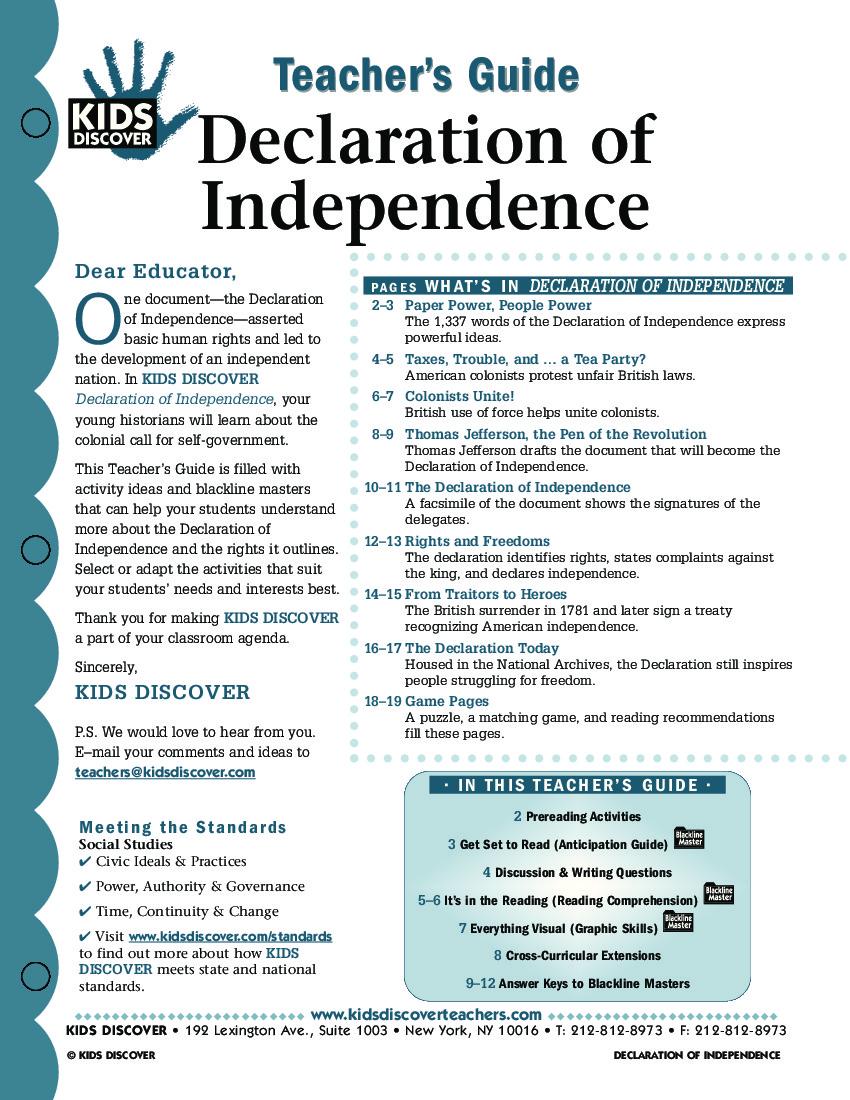 Teacher's Guide
KIDS
DISCOVER
Declaration of
Independence
Dear Educator,
One document—the Declaration
of Independence—asserted
basic human rights and led to
the development of an independent
nation. In KIDS DISCOVER
Declaration of Independence, your
young historians will learn about the
colonial call for self-government.
This Teacher's Guide is filled with
activity ideas and blackline masters
that can help your students understand
more about the Declaration of
Independence and the rights it outlines.
Select or adapt the activities that suit
your students' needs and interests best.
Thank you for making KIDS DISCOVER
a part of your classroom agenda.
Sincerely,
KIDS DISCOVER
P.S. We would love to hear from you.
E–mail your comments and ideas to
teachers@kidsdiscover.com
Meeting the Standards
Social Studies
✔ Civic Ideals & Practices
✔ Power, Authority & Governance
✔ Time, Continuity & Change
✔ Visit www.kidsdiscover.com/standards
to find out more about how KIDS
DISCOVER meets state and national
standards.
PAGES WHAT'S IN DECLARATION OF INDEPENDENCE
2–3 Paper Power, People Power
The 1,337 words of the Declaration of Independence express
powerful ideas.
4–5 Taxes, Trouble, and … a Tea Party?
American colonists protest unfair British laws.
6–7 Colonists Unite!
British use of force helps unite colonists.
8–9 Thomas Jefferson, the Pen of the Revolution
Thomas Jefferson drafts the document that will become the
Declaration of Independence.
10–11 The Declaration of Independence
A facsimile of the document shows the signatures of the
delegates.
12–13 Rights and Freedoms
The declaration identifies rights, states complaints against
the king, and declares independence.
14–15 From Traitors to Heroes
The British surrender in 1781 and later sign a treaty
recognizing American independence.
16–17 The Declaration Today
Housed in the National Archives, the Declaration still inspires
people struggling for freedom.
18–19 Game Pages
A puzzle, a matching game, and reading recommendations
fill these pages.
· IN THIS TEACHER'S GUIDE ·
2 Prereading Activities
3 Get Set to Read (Anticipation Guide) Blackline Master
4 Discussion & Writing Questions
5–6 It's in the Reading (Reading Comprehension) Blackline Master
7 Everything Visual (Graphic Skills) Blackline Master
8 Cross-Curricular Extensions
9–12 Answer Keys to Blackline Masters
www.kidsdiscoverteachers.com
KIDS DISCOVER • 192 Lexington Ave., Suite 1003 • New York, NY 10016 • T: 212-812-8973 • F: 212-812-8973
© KIDS DISCOVER
DECLARATION OF INDEPENDENCE